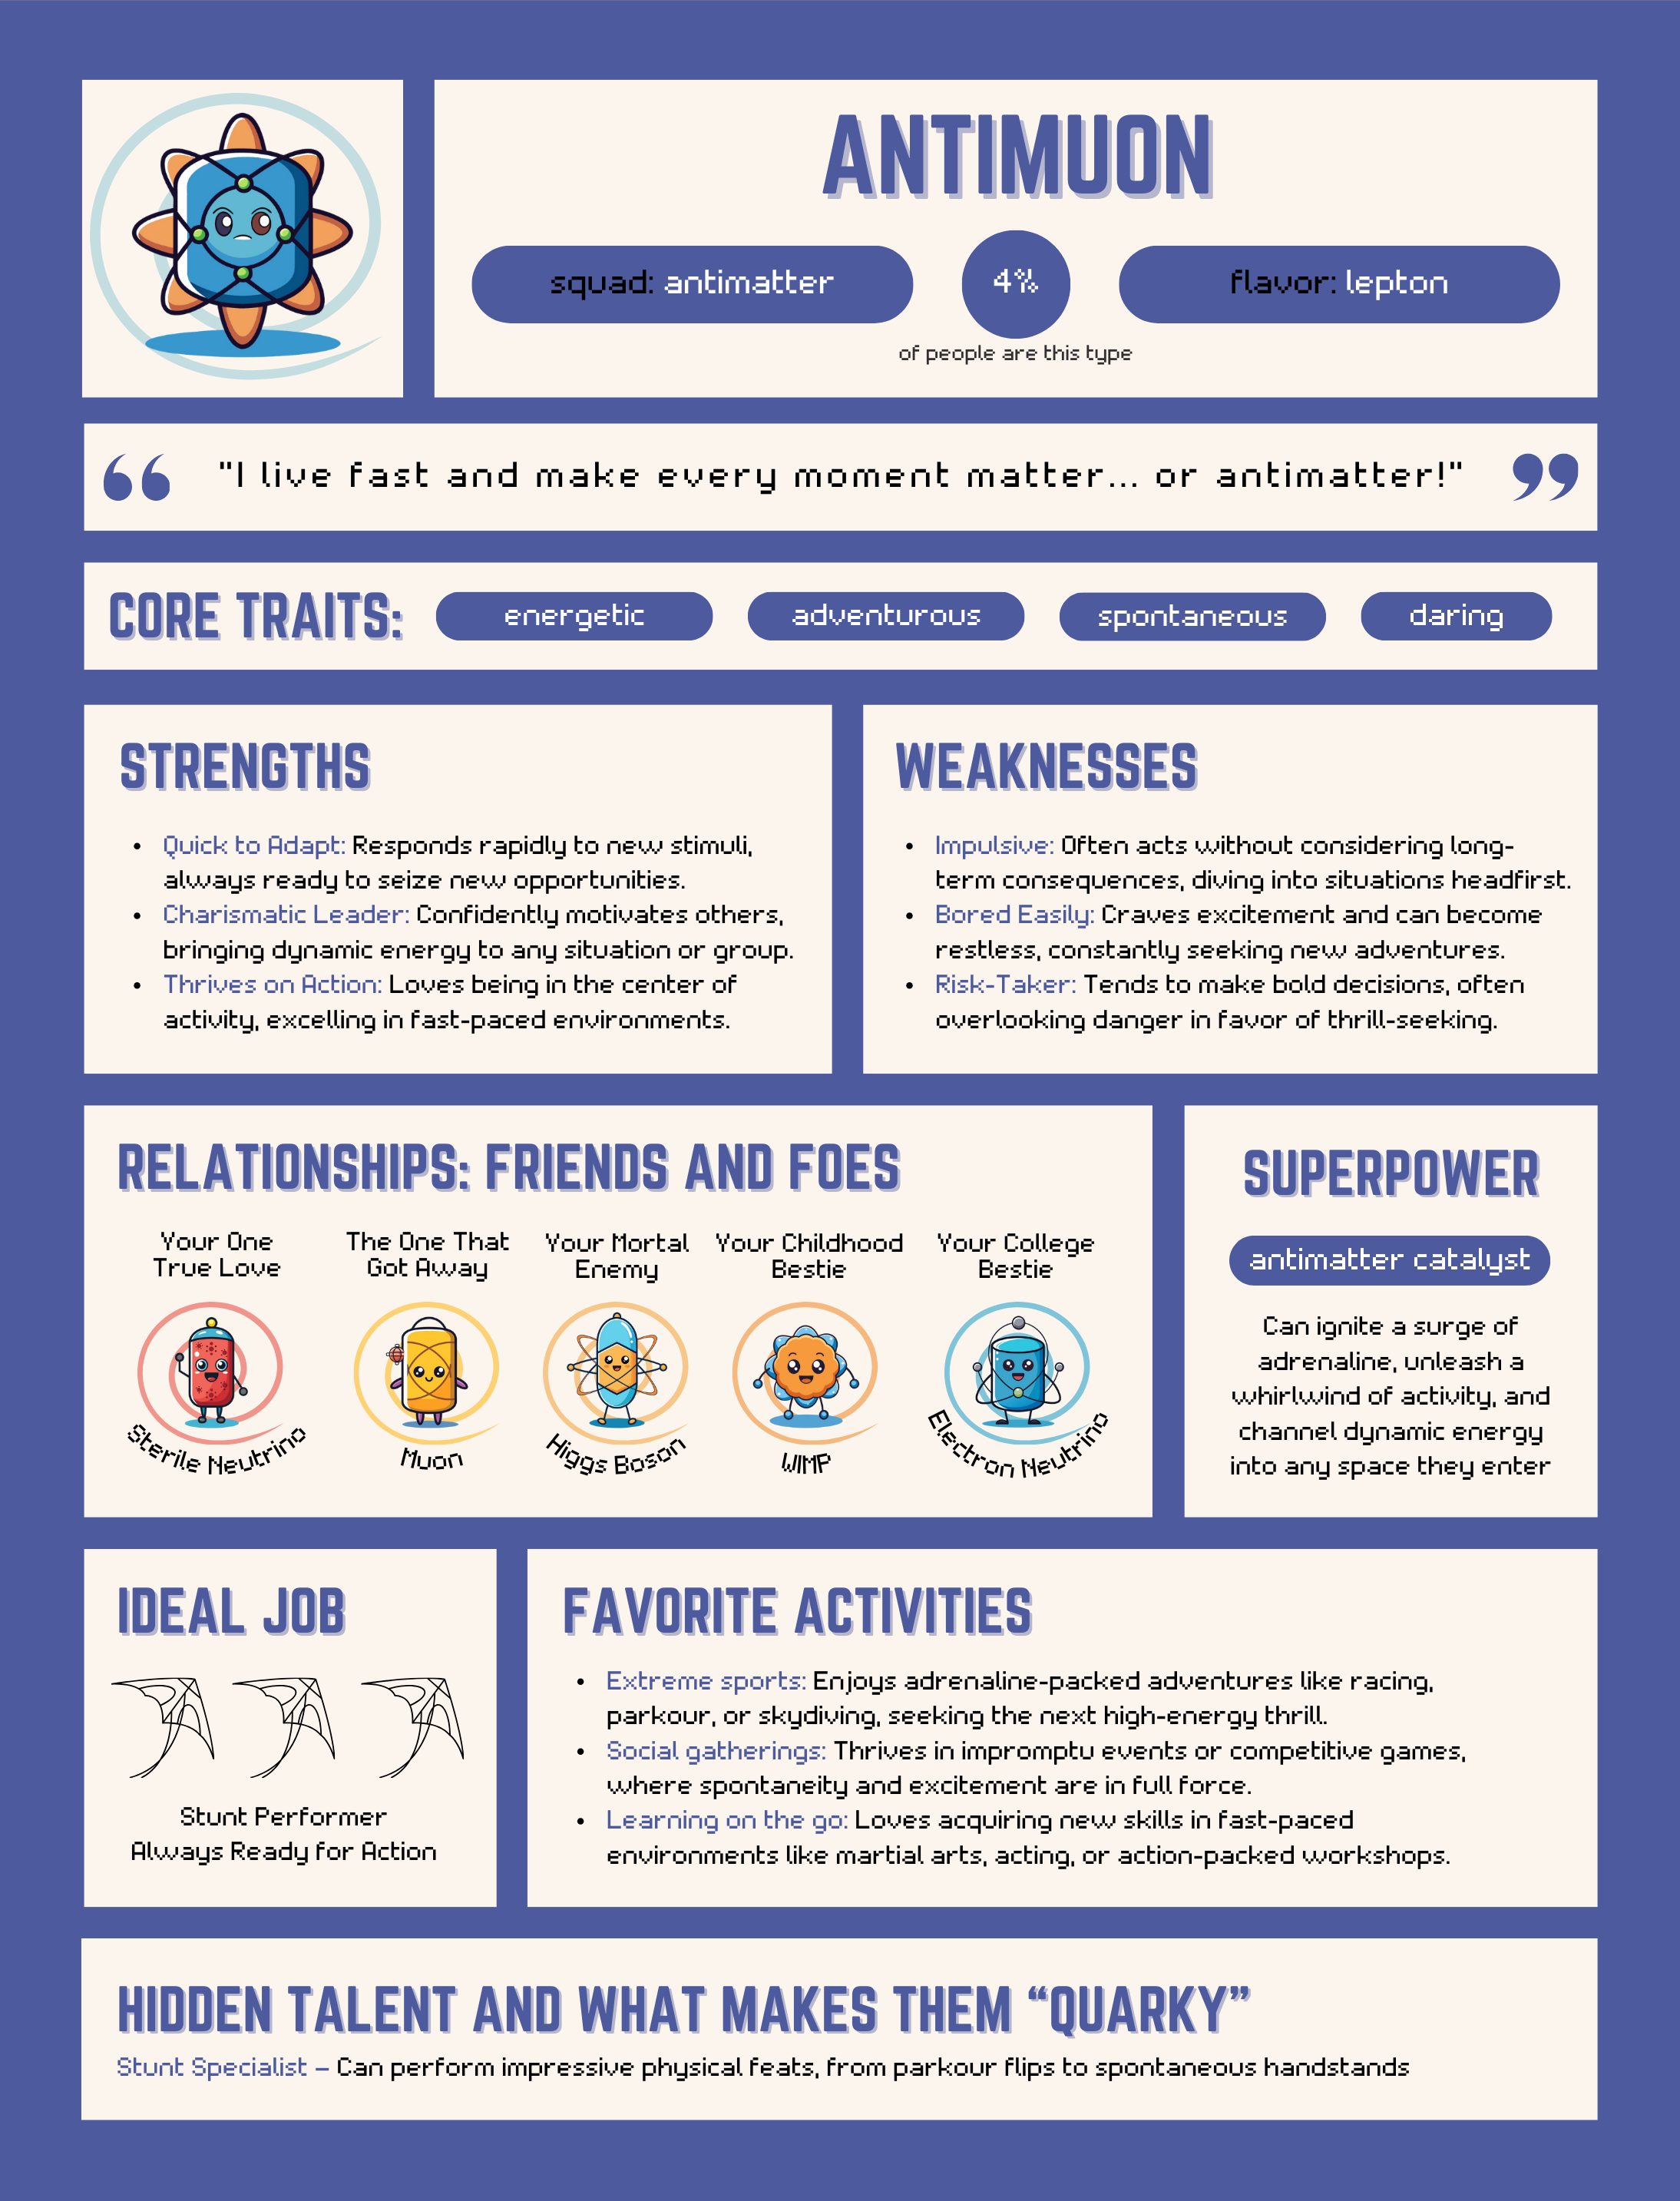 ANTIMUON
squad: antimatter
4%
flavor: lepton
of people are this type
"I live fast and make every moment matter... or antimatter!"
CORE TRAITS:
energetic
adventurous
spontaneous
daring
STRENGTHS
• Quick to Adapt: Responds rapidly to new stimuli,
always ready to seize new opportunities.
• Charismatic Leader: Confidently motivates others,
bringing dynamic energy to any situation or group.
• Thrives on Action: Loves being in the center of
activity, excelling in fast-paced environments.
WEAKNESSES
• Impulsive: Often acts without considering long-
term consequences, diving into situations headfirst.
• Bored Easily: Craves excitement and can become
restless, constantly seeking new adventures.
• Risk-Taker: Tends to make bold decisions, often
overlooking danger in favor of thrill-seeking.
RELATIONSHIPS: FRIENDS AND FOES
Your One
True Love
Sterile Neutrino
The One That
Got Away
Muon
Your Mortal
Enemy
Higgs Boson
Your Childhood
Bestie
WIMP
Your College
Bestie
Electron Neutrino
SUPERPOWER
antimatter catalyst
Can ignite a surge of
adrenaline, unleash a
whirlwind of activity, and
channel dynamic energy
into any space they enter
IDEAL JOB
Stunt Performer
Always Ready for Action
FAVORITE ACTIVITIES
• Extreme sports: Enjoys adrenaline-packed adventures like racing,
parkour, or skydiving, seeking the next high-energy thrill.
• Social gatherings: Thrives in impromptu events or competitive games,
where spontaneity and excitement are in full force.
• Learning on the go: Loves acquiring new skills in fast-paced
environments like martial arts, acting, or action-packed workshops.
HIDDEN TALENT AND WHAT MAKES THEM “QUARKY”
Stunt Specialist – Can perform impressive physical feats, from parkour flips to spontaneous handstands